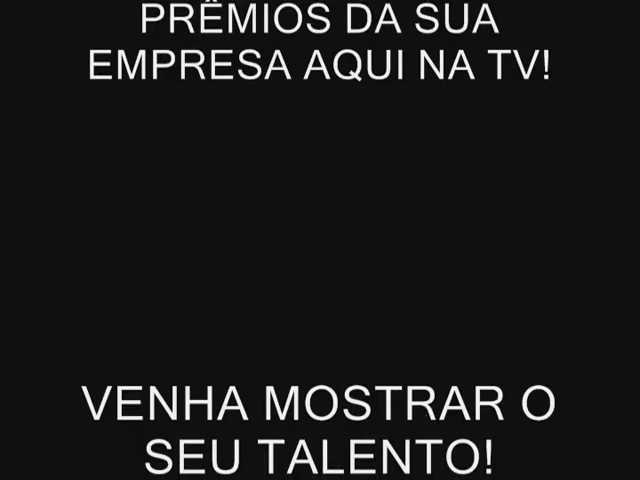 PRÊMIOS DA SUA
EMPRESA AQUI NA TV!
VENHA MOSTRAR O
SEU TALENTO!